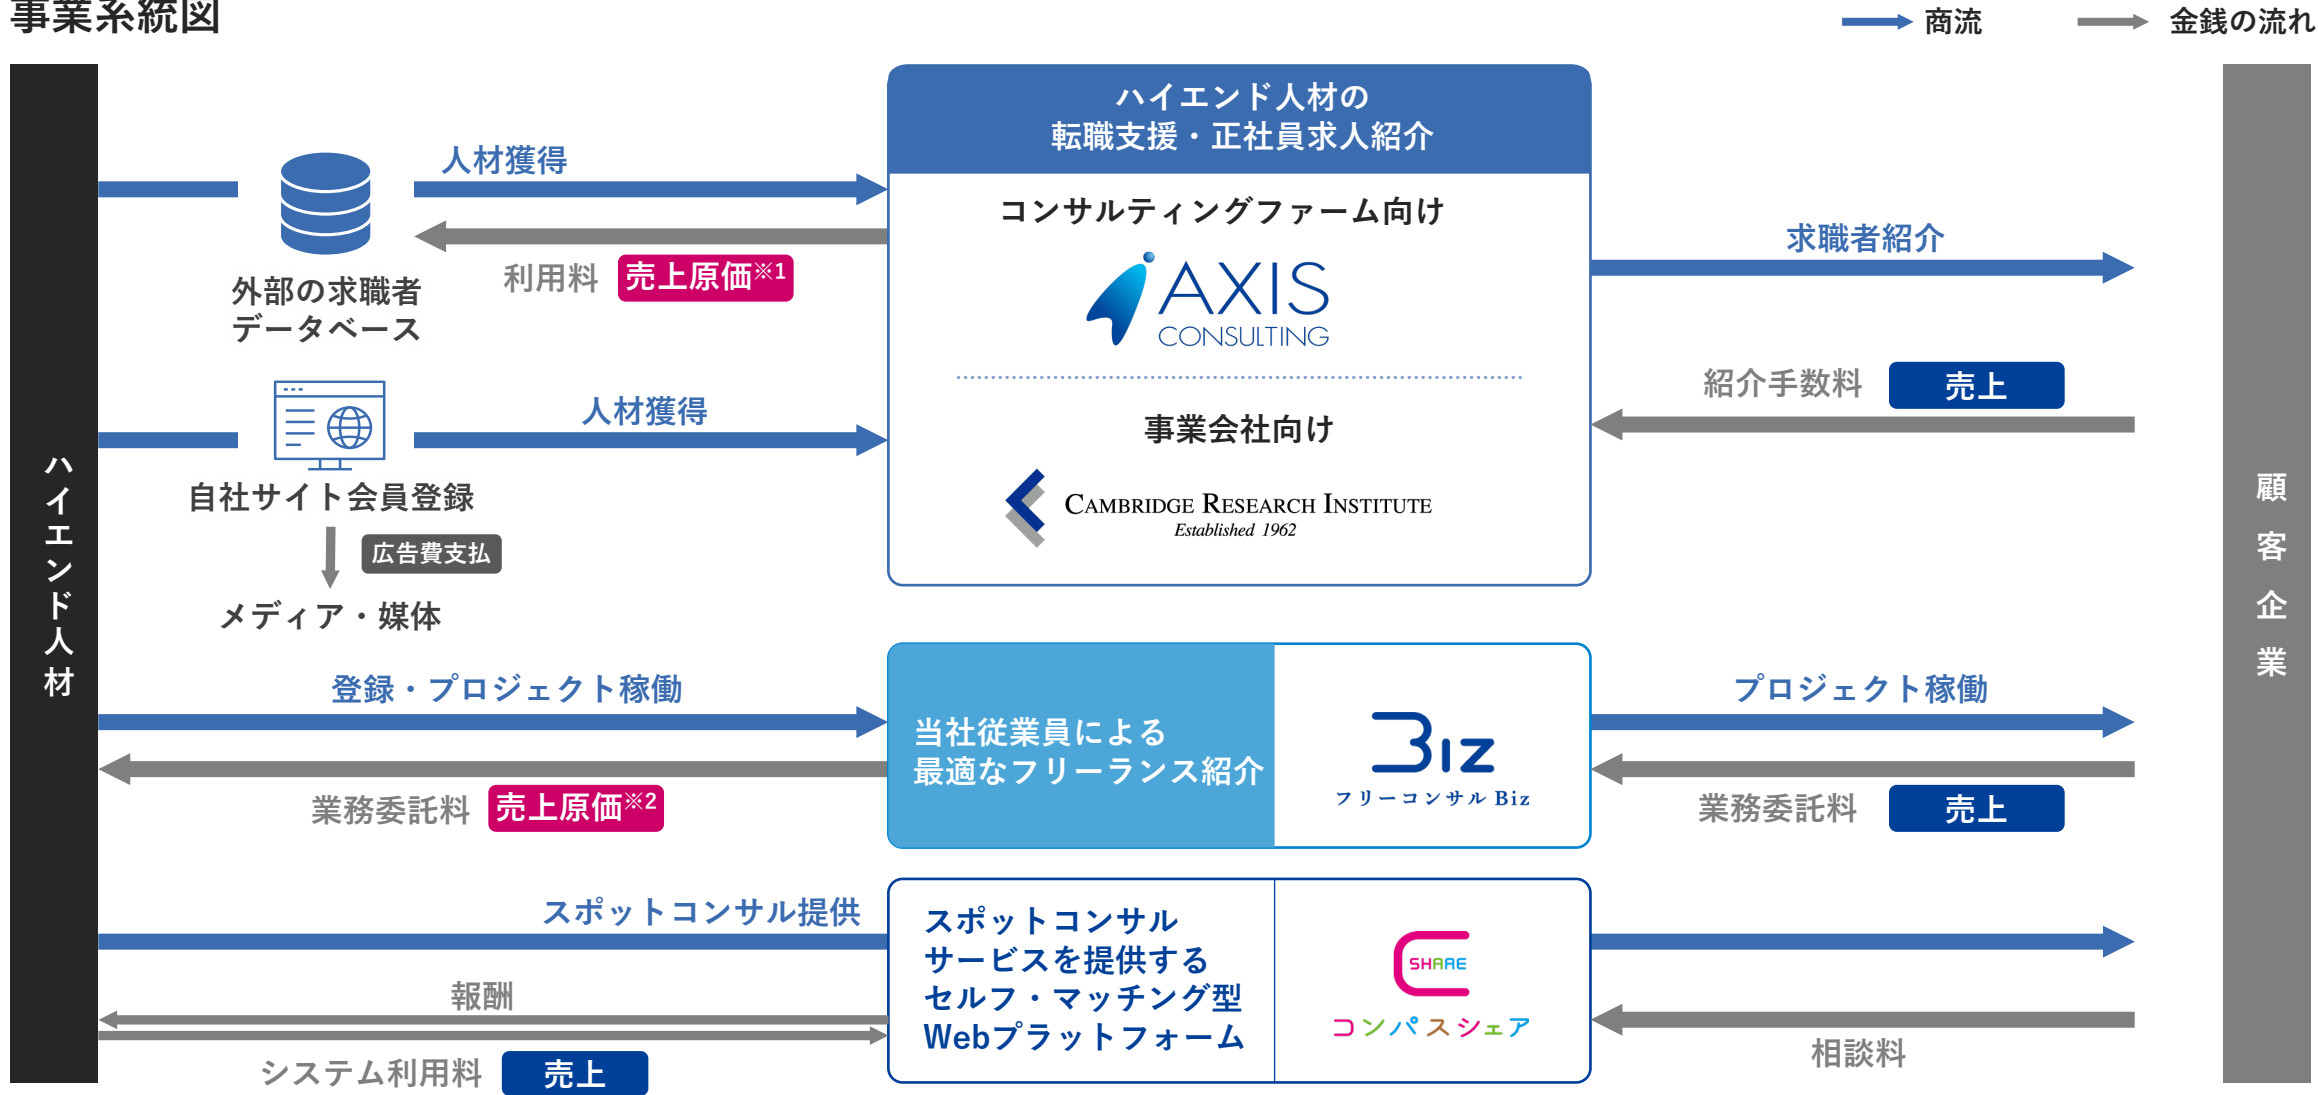 事業系統図
商流
金銭の流れ
ハイエンド人材
人材獲得
利用料
売上原価※1
外部の求職者
データベース
人材獲得
自社サイト会員登録
広告費支払
メディア・媒体
ハイエンド人材の
転職支援・正社員求人紹介
コンサルティングファーム向け
AXIS
CONSULTING
事業会社向け
CAMBRIDGE RESEARCH INSTITUTE
Established 1962
求職者紹介
紹介手数料
売上
顧客企業
登録・プロジェクト稼働
業務委託料
売上原価※2
当社従業員による
最適なフリーランス紹介
Biz
フリーコンサル Biz
プロジェクト稼働
業務委託料
売上
スポットコンサル提供
報酬
システム利用料
売上
スポットコンサル
サービスを提供する
セルフ・マッチング型
Webプラットフォーム
SHARE
コンパスシェア
相談料